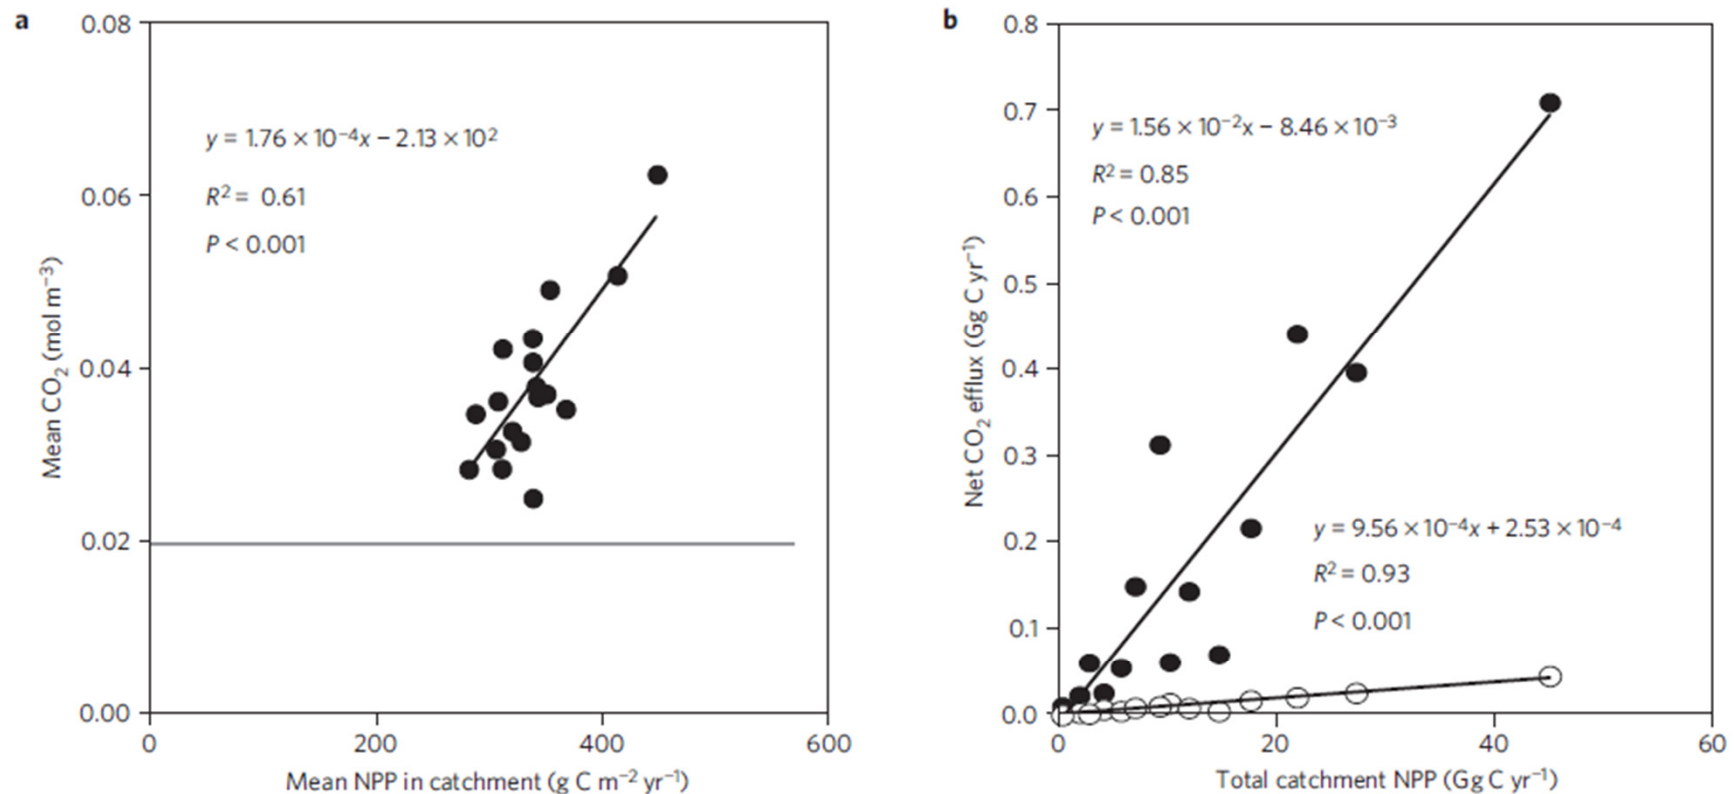 a
0.08
0.06
0.04
0.02
0.00
0
200
400
600
Mean CO₂ (mol m⁻³)
Mean NPP in catchment (g C m⁻² yr⁻¹)
y = 1.76 × 10⁻⁴x − 2.13 × 10²
R² = 0.61
P < 0.001
b
0.8
0.7
0.6
0.5
0.4
0.3
0.2
0.1
0.0
0
20
40
60
Net CO₂ efflux (Gg C yr⁻¹)
Total catchment NPP (Gg C yr⁻¹)
y = 1.56 × 10⁻²x − 8.46 × 10⁻³
R² = 0.85
P < 0.001
y = 9.56 × 10⁻⁴x + 2.53 × 10⁻⁴
R² = 0.93
P < 0.001